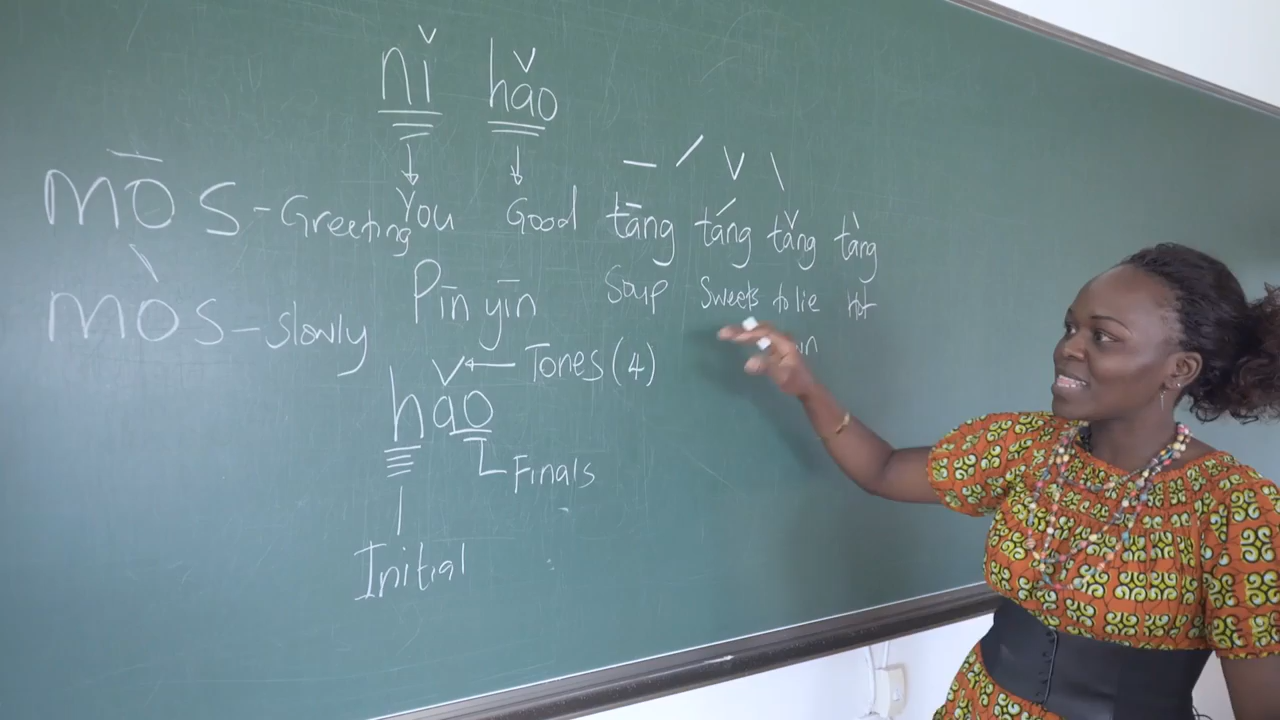 nǐ hǎo
You Good
mōs - Greeting
mòs - slowly
Pīn yīn
hǎo
Tones (4)
Finals
Initial
tāng táng tǎng tàng
Soup Sweets to lie Hot